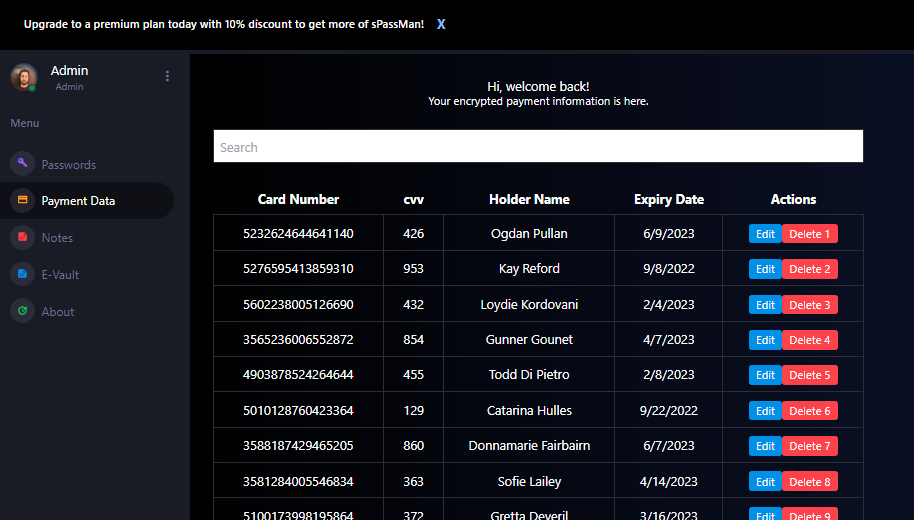 Upgrade to a premium plan today with 10% discount to get more of sPassMan! X
Admin
Admin
Menu
Passwords
Payment Data
Notes
E-Vault
About
Hi, welcome back!
Your encrypted payment information is here.
Search
Card Number cvv Holder Name Expiry Date Actions
5232624644641140 426 Ogdan Pullan 6/9/2023 Edit Delete 1
5276595413859310 953 Kay Reford 9/8/2022 Edit Delete 2
5602238005126690 432 Loydie Kordovani 2/4/2023 Edit Delete 3
3565236006552872 854 Gunner Gounet 4/7/2023 Edit Delete 4
4903878524264644 455 Todd Di Pietro 2/8/2023 Edit Delete 5
5010128760423364 129 Catarina Hulles 9/22/2022 Edit Delete 6
3588187429465205 860 Donnamarie Fairbairn 6/7/2023 Edit Delete 7
3581284005546834 363 Sofie Lailey 4/14/2023 Edit Delete 8
5100173998195864 372 Gretta Deveril 3/16/2023 Edit Delete 9